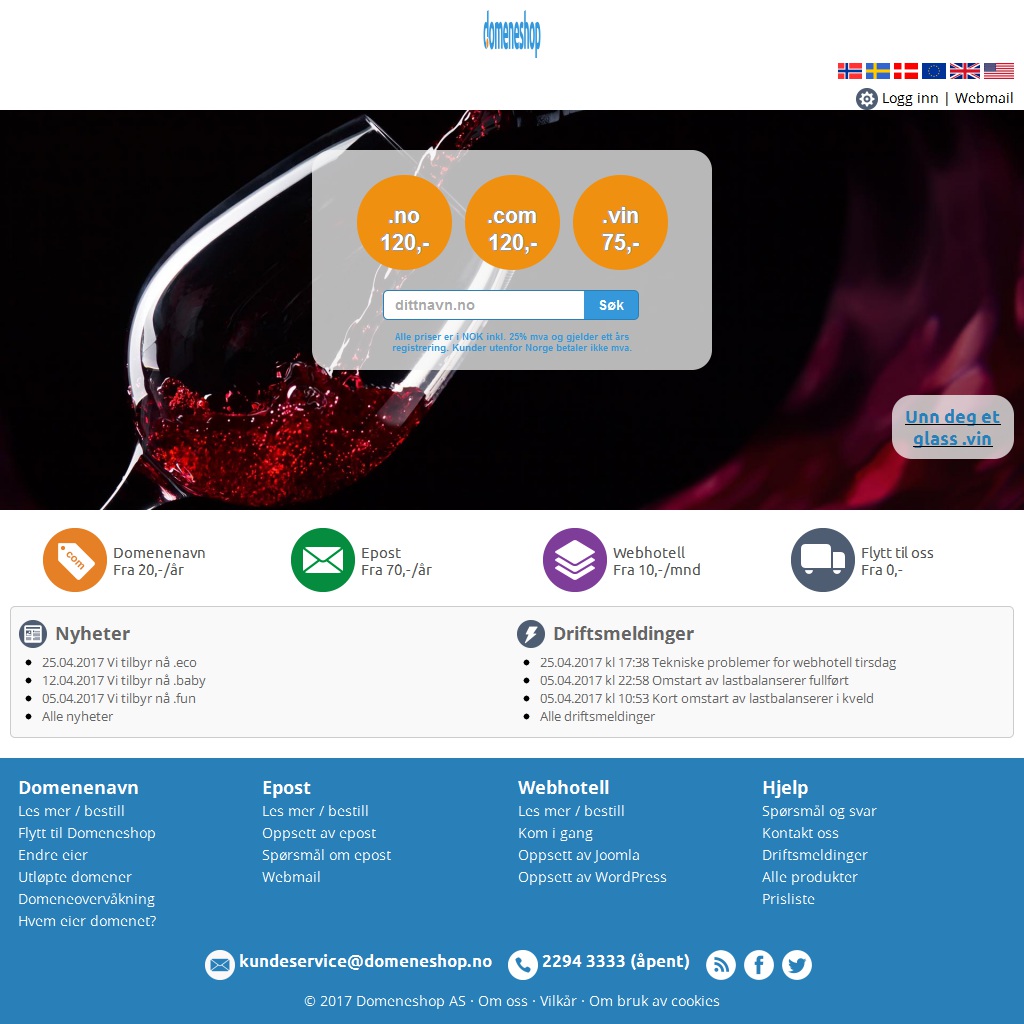 domeneshop
Logg inn | Webmail
.no
120,-
.com
120,-
.vin
75,-
dittnavn.no
Søk
Alle priser er i NOK inkl. 25% mva og gjelder ett års
registrering. Kunder utenfor Norge betaler ikke mva.
Unn deg et
glass .vin
.com
Domenenavn
Fra 20,-/år
Epost
Fra 70,-/år
Webhotell
Fra 10,-/mnd
Flytt til oss
Fra 0,-
Nyheter
25.04.2017 Vi tilbyr nå .eco
12.04.2017 Vi tilbyr nå .baby
05.04.2017 Vi tilbyr nå .fun
Alle nyheter
Driftsmeldinger
25.04.2017 kl 17:38 Tekniske problemer for webhotell tirsdag
05.04.2017 kl 22:58 Omstart av lastbalanserer fullført
05.04.2017 kl 10:53 Kort omstart av lastbalanserer i kveld
Alle driftsmeldinger
Domenenavn
Les mer / bestill
Flytt til Domeneshop
Endre eier
Utløpte domener
Domeneovervåkning
Hvem eier domenet?
Epost
Les mer / bestill
Oppsett av epost
Spørsmål om epost
Webmail
Webhotell
Les mer / bestill
Kom i gang
Oppsett av Joomla
Oppsett av WordPress
Hjelp
Spørsmål og svar
Kontakt oss
Driftsmeldinger
Alle produkter
Prisliste
kundeservice@domeneshop.no
2294 3333 (åpent)
© 2017 Domeneshop AS · Om oss · Vilkår · Om bruk av cookies